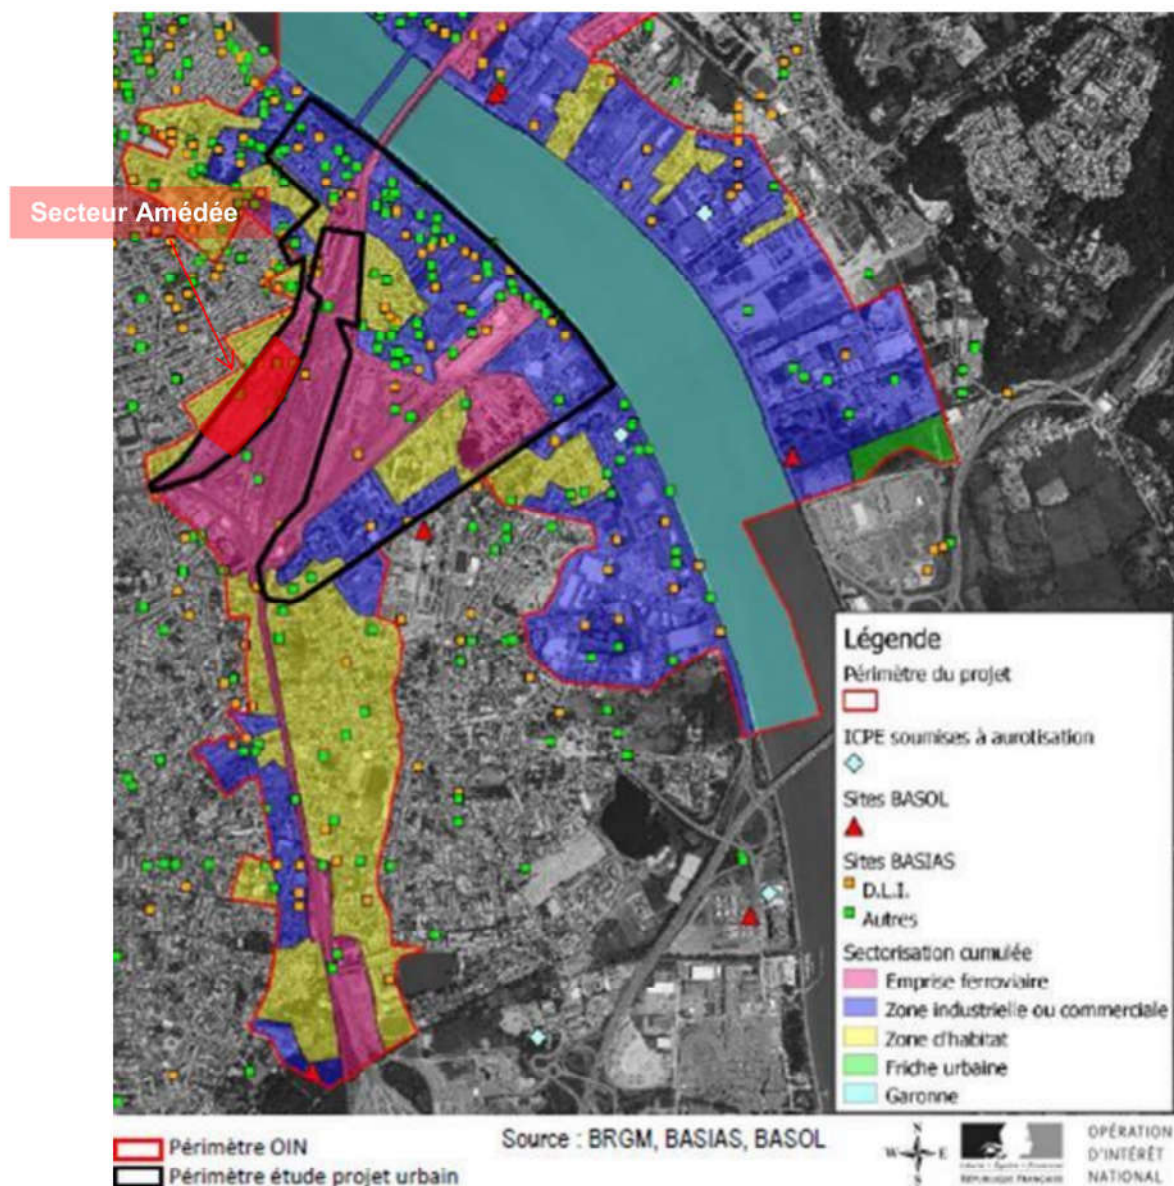 Secteur Amédée
Légende
Périmètre du projet
ICPE soumises à aurotisation
Sites BASOL
Sites BASIAS
D.L.I.
Autres
Sectorisation cumulée
Emprise ferroviaire
Zone industrielle ou commerciale
Zone d'habitat
Friche urbaine
Garonne
Périmètre OIN
Périmètre étude projet urbain
Source : BRGM, BASIAS, BASOL
N
W E
S
RÉPUBLIQUE FRANÇAISE
OPÉRATION
D'INTÉRÊT
NATIONAL